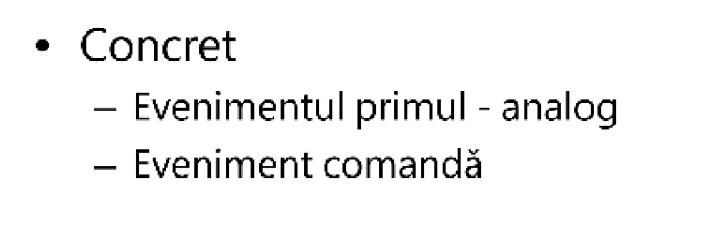 • Concret
– Evenimentul primul - analog
– Eveniment comandă